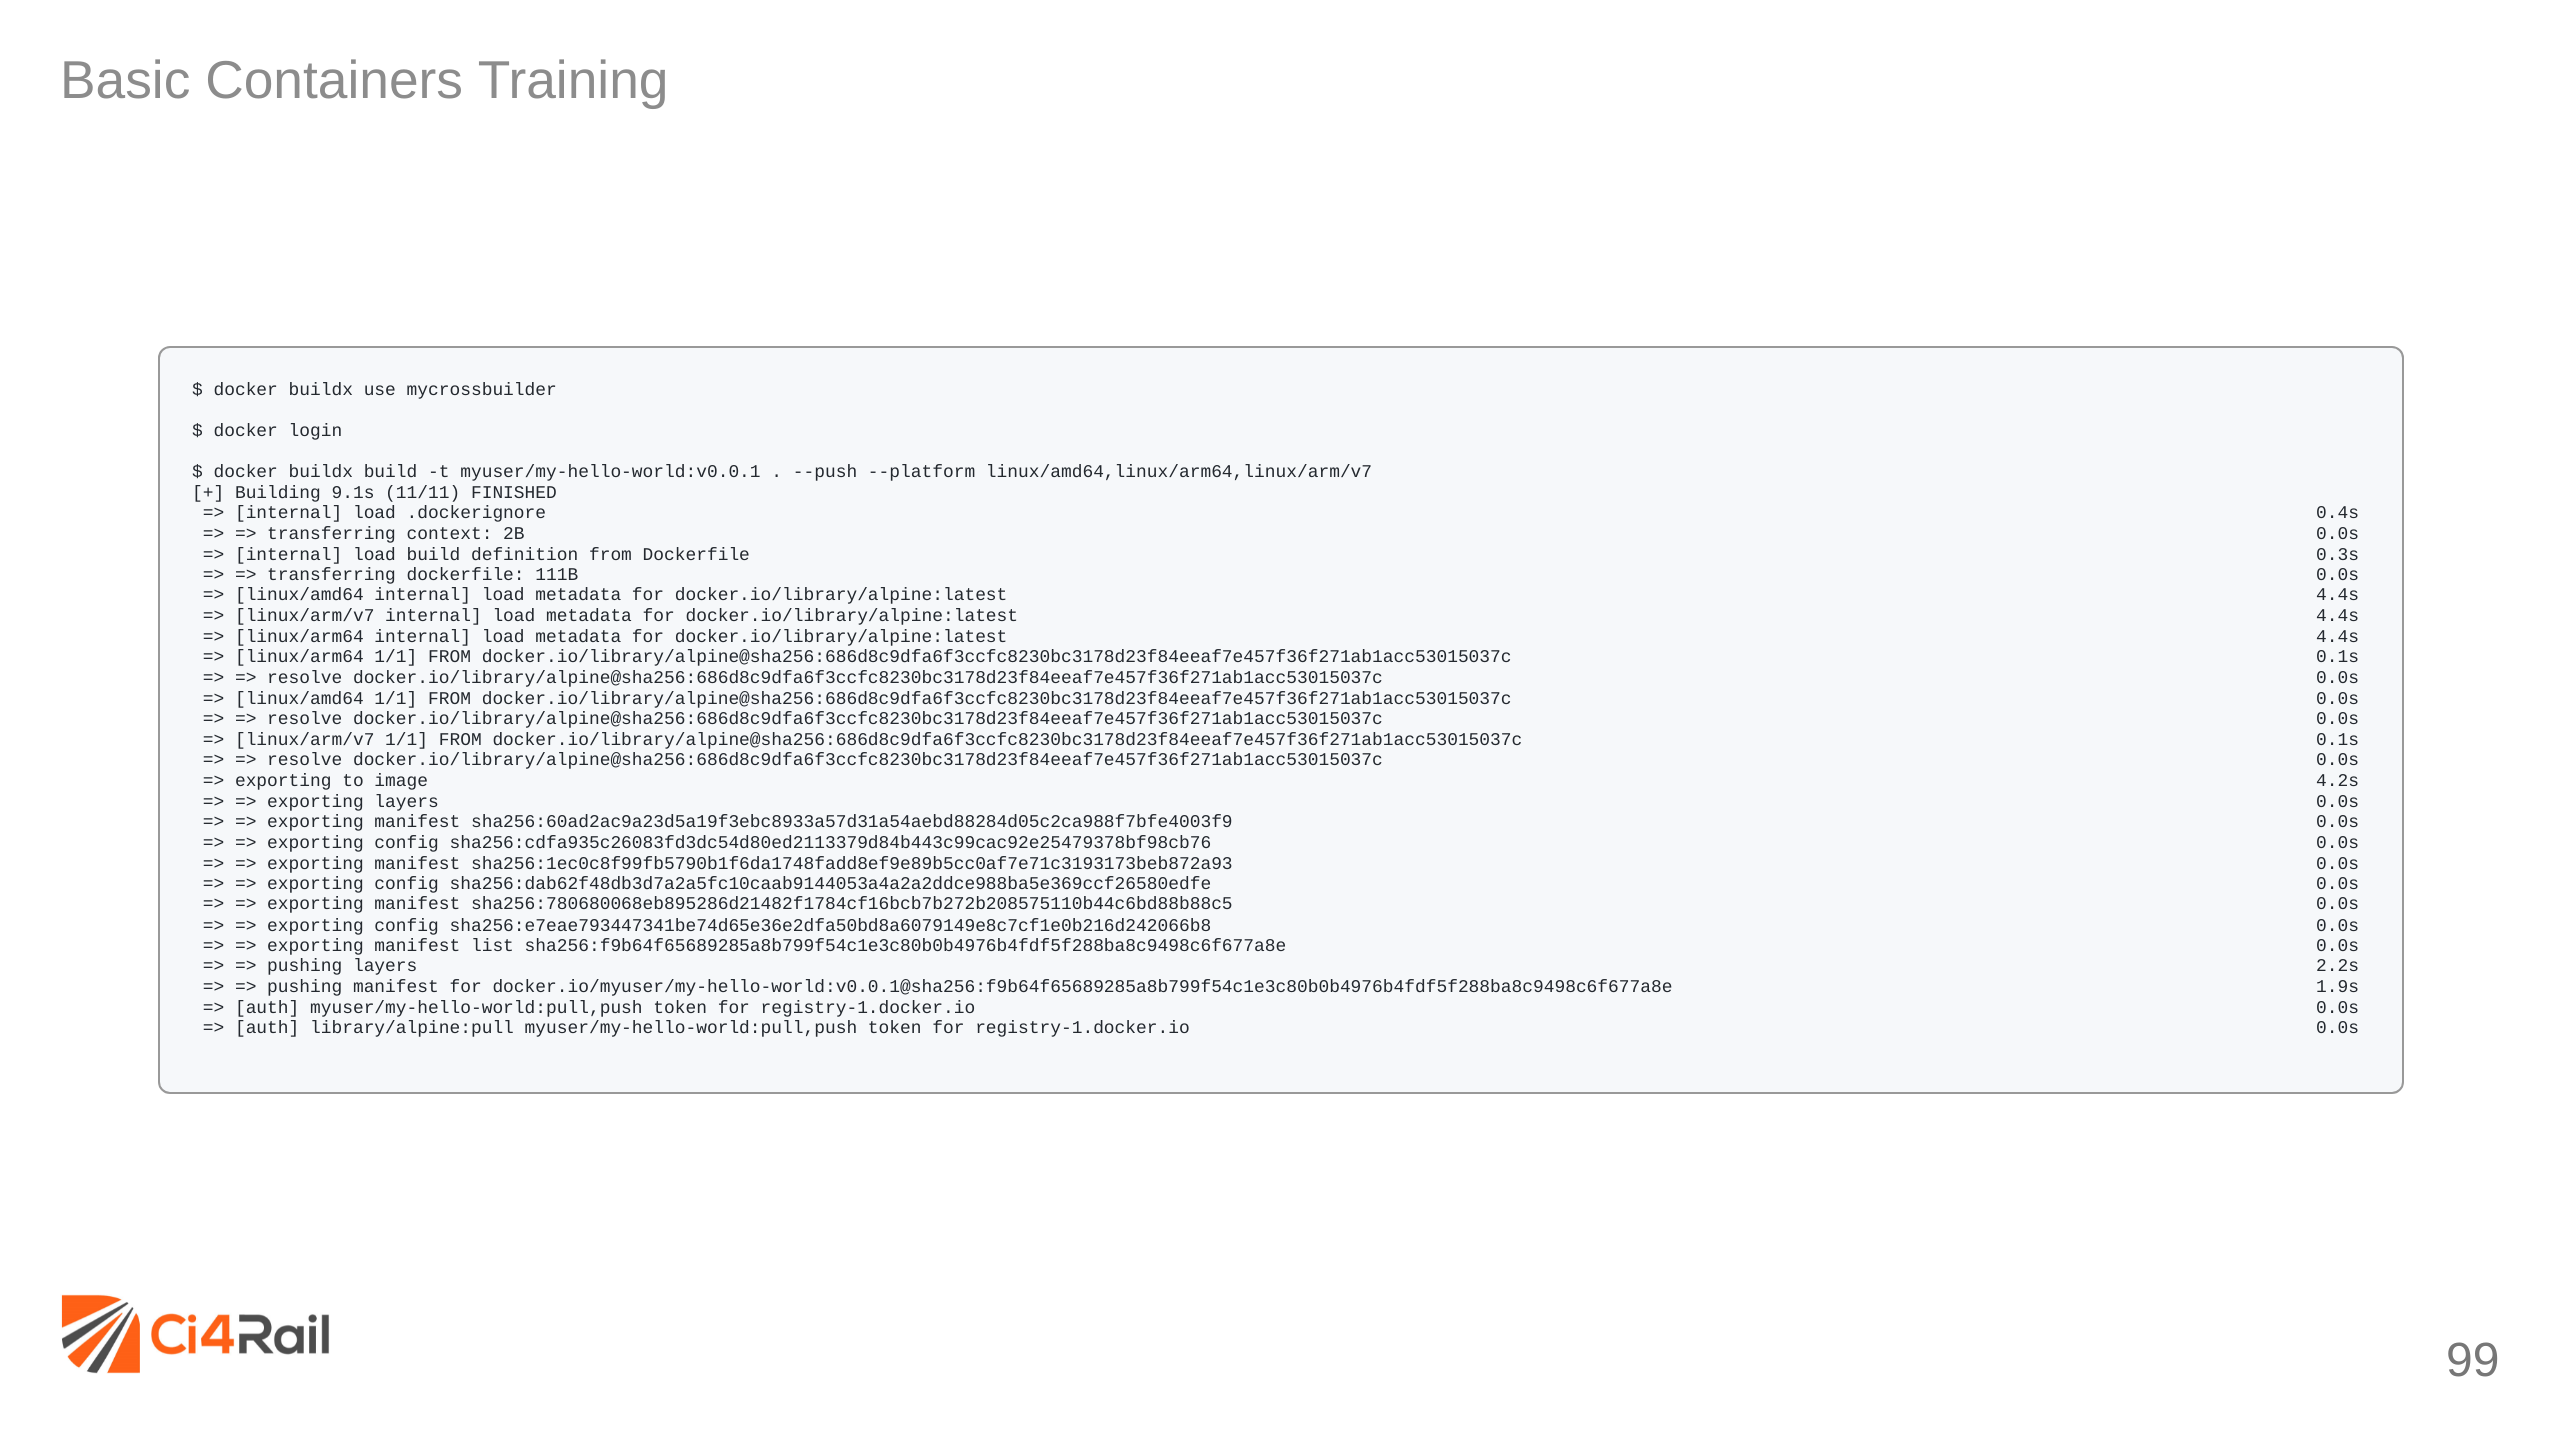 Basic Containers Training
$ docker buildx use mycrossbuilder
$ docker login
$ docker buildx build -t myuser/my-hello-world:v0.0.1 . --push --platform linux/amd64,linux/arm64,linux/arm/v7
[+] Building 9.1s (11/11) FINISHED
=> [internal] load .dockerignore 0.4s
=> => transferring context: 2B 0.0s
=> [internal] load build definition from Dockerfile 0.3s
=> => transferring dockerfile: 111B 0.0s
=> [linux/amd64 internal] load metadata for docker.io/library/alpine:latest 4.4s
=> [linux/arm/v7 internal] load metadata for docker.io/library/alpine:latest 4.4s
=> [linux/arm64 internal] load metadata for docker.io/library/alpine:latest 4.4s
=> [linux/arm64 1/1] FROM docker.io/library/alpine@sha256:686d8c9dfa6f3ccfc8230bc3178d23f84eeaf7e457f36f271ab1acc53015037c 0.1s
=> => resolve docker.io/library/alpine@sha256:686d8c9dfa6f3ccfc8230bc3178d23f84eeaf7e457f36f271ab1acc53015037c 0.0s
=> [linux/amd64 1/1] FROM docker.io/library/alpine@sha256:686d8c9dfa6f3ccfc8230bc3178d23f84eeaf7e457f36f271ab1acc53015037c 0.0s
=> => resolve docker.io/library/alpine@sha256:686d8c9dfa6f3ccfc8230bc3178d23f84eeaf7e457f36f271ab1acc53015037c 0.0s
=> [linux/arm/v7 1/1] FROM docker.io/library/alpine@sha256:686d8c9dfa6f3ccfc8230bc3178d23f84eeaf7e457f36f271ab1acc53015037c 0.1s
=> => resolve docker.io/library/alpine@sha256:686d8c9dfa6f3ccfc8230bc3178d23f84eeaf7e457f36f271ab1acc53015037c 0.0s
=> exporting to image 4.2s
=> => exporting layers 0.0s
=> => exporting manifest sha256:60ad2ac9a23d5a19f3ebc8933a57d31a54aebd88284d05c2ca988f7bfe4003f9 0.0s
=> => exporting config sha256:cdfa935c26083fd3dc54d80ed2113379d84b443c99cac92e25479378bf98cb76 0.0s
=> => exporting manifest sha256:1ec0c8f99fb5790b1f6da1748fadd8ef9e89b5cc0af7e71c3193173beb872a93 0.0s
=> => exporting config sha256:dab62f48db3d7a2a5fc10caab9144053a4a2a2ddce988ba5e369ccf26580edfe 0.0s
=> => exporting manifest sha256:780680068eb895286d21482f1784cf16bcb7b272b208575110b44c6bd88b88c5 0.0s
=> => exporting config sha256:e7eae793447341be74d65e36e2dfa50bd8a6079149e8c7cf1e0b216d242066b8 0.0s
=> => exporting manifest list sha256:f9b64f65689285a8b799f54c1e3c80b0b4976b4fdf5f288ba8c9498c6f677a8e 0.0s
=> => pushing layers 2.2s
=> => pushing manifest for docker.io/myuser/my-hello-world:v0.0.1@sha256:f9b64f65689285a8b799f54c1e3c80b0b4976b4fdf5f288ba8c9498c6f677a8e 1.9s
=> [auth] myuser/my-hello-world:pull,push token for registry-1.docker.io 0.0s
=> [auth] library/alpine:pull myuser/my-hello-world:pull,push token for registry-1.docker.io 0.0s
Ci4Rail
99